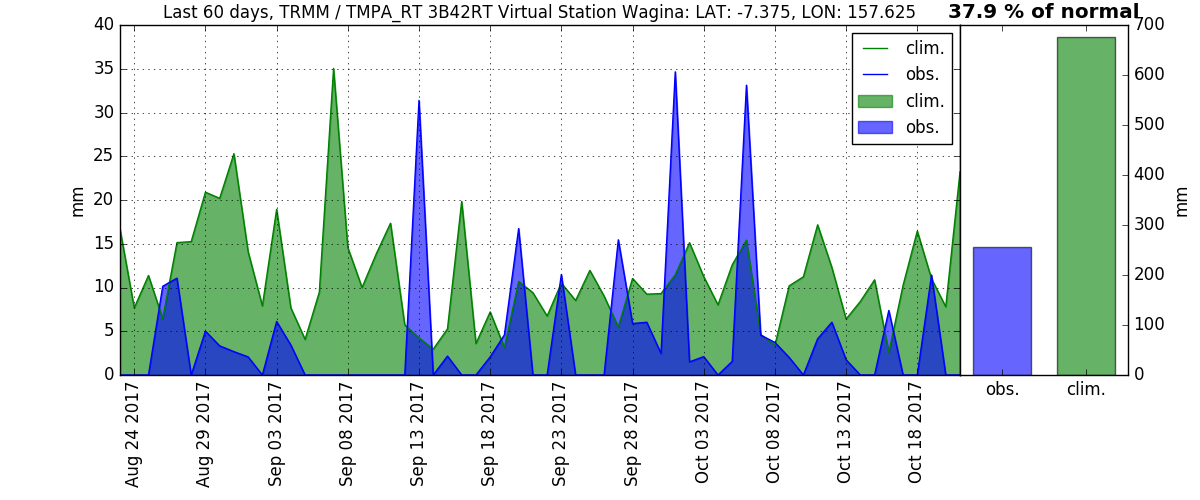 Last 60 days, TRMM / TMPA_RT 3B42RT Virtual Station Wagina: LAT: -7.375, LON: 157.625
37.9 % of normal
40
35
30
25
20
15
10
5
0
mm
clim.
obs.
clim.
obs.
700
600
500
400
300
200
100
0
mm
Aug 24 2017
Aug 29 2017
Sep 03 2017
Sep 08 2017
Sep 13 2017
Sep 18 2017
Sep 23 2017
Sep 28 2017
Oct 03 2017
Oct 08 2017
Oct 13 2017
Oct 18 2017
obs.
clim.